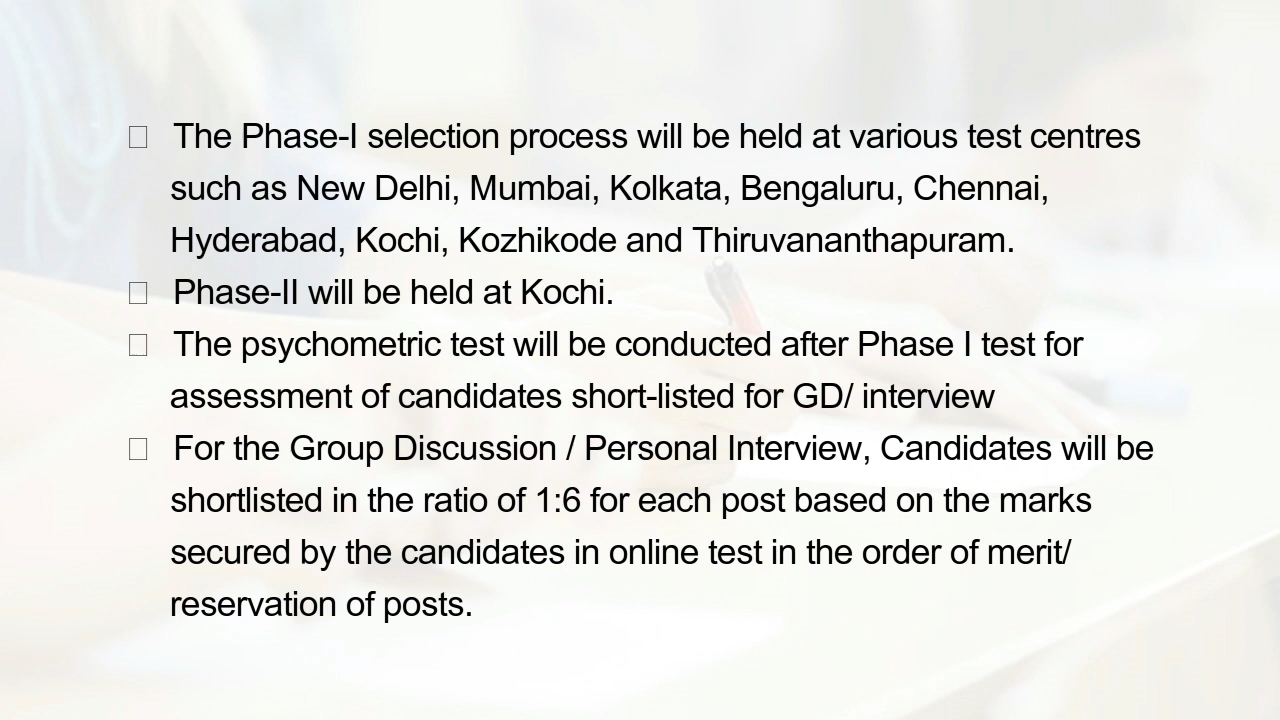 □ The Phase-I selection process will be held at various test centres
such as New Delhi, Mumbai, Kolkata, Bengaluru, Chennai,
Hyderabad, Kochi, Kozhikode and Thiruvananthapuram.
□ Phase-II will be held at Kochi.
□ The psychometric test will be conducted after Phase I test for
assessment of candidates short-listed for GD/ interview
□ For the Group Discussion / Personal Interview, Candidates will be
shortlisted in the ratio of 1:6 for each post based on the marks
secured by the candidates in online test in the order of merit/
reservation of posts.